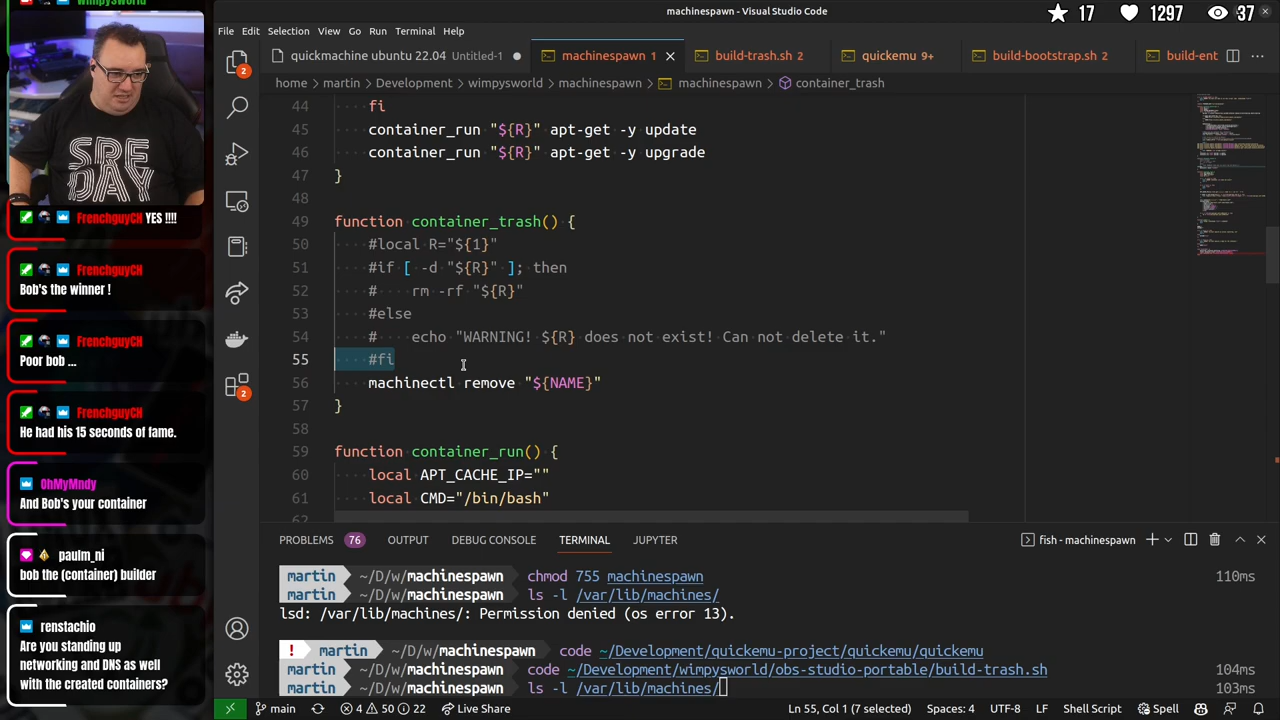 machinespawn - Visual Studio Code
17 1297 37
File Edit Selection View Go Run Terminal Help
quickmachine ubuntu 22.04 Untitled-1
machinespawn 1
build-trash.sh 2
quickemu 9+
build-bootstrap.sh 2
build-ent
home > martin > Development > wimpysworld > machinespawn > machinespawn > container_trash
44 fi
45 container_run "${R}" apt-get -y update
46 container_run "${R}" apt-get -y upgrade
47 }
48
49 function container_trash() {
50 #local R="${1}"
51 #if [ -d "${R}" ]; then
52 # rm -rf "${R}"
53 #else
54 # echo "WARNING! ${R} does not exist! Can not delete it."
55 #fi
56 machinectl remove "${NAME}"
57 }
58
59 function container_run() {
60 local APT_CACHE_IP=""
61 local CMD="/bin/bash"
62
2
2
SRE
DAY
FrenchguyCH YES !!!!
FrenchguyCH
Bob's the winner !
FrenchguyCH
Poor bob ...
FrenchguyCH
He had his 15 seconds of fame.
OhMyMndy
And Bob's your container
paulm_ni
bob the (container) builder
renstachio
Are you standing up
networking and DNS as well
with the created containers?
PROBLEMS 76 OUTPUT DEBUG CONSOLE TERMINAL JUPYTER
fish - machinespawn
martin ~/D/w/machinespawn chmod 755 machinespawn 110ms
martin ~/D/w/machinespawn ls -l /var/lib/machines/
lsd: /var/lib/machines/: Permission denied (os error 13).
! martin ~/D/w/machinespawn code ~/Development/quickemu-project/quickemu/quickemu
martin ~/D/w/machinespawn code ~/Development/wimpysworld/obs-studio-portable/build-trash.sh 104ms
martin ~/D/w/machinespawn ls -l /var/lib/machines/ 103ms
main 4 50 22 Live Share
Ln 55, Col 1 (7 selected) Spaces: 4 UTF-8 LF Shell Script Spell